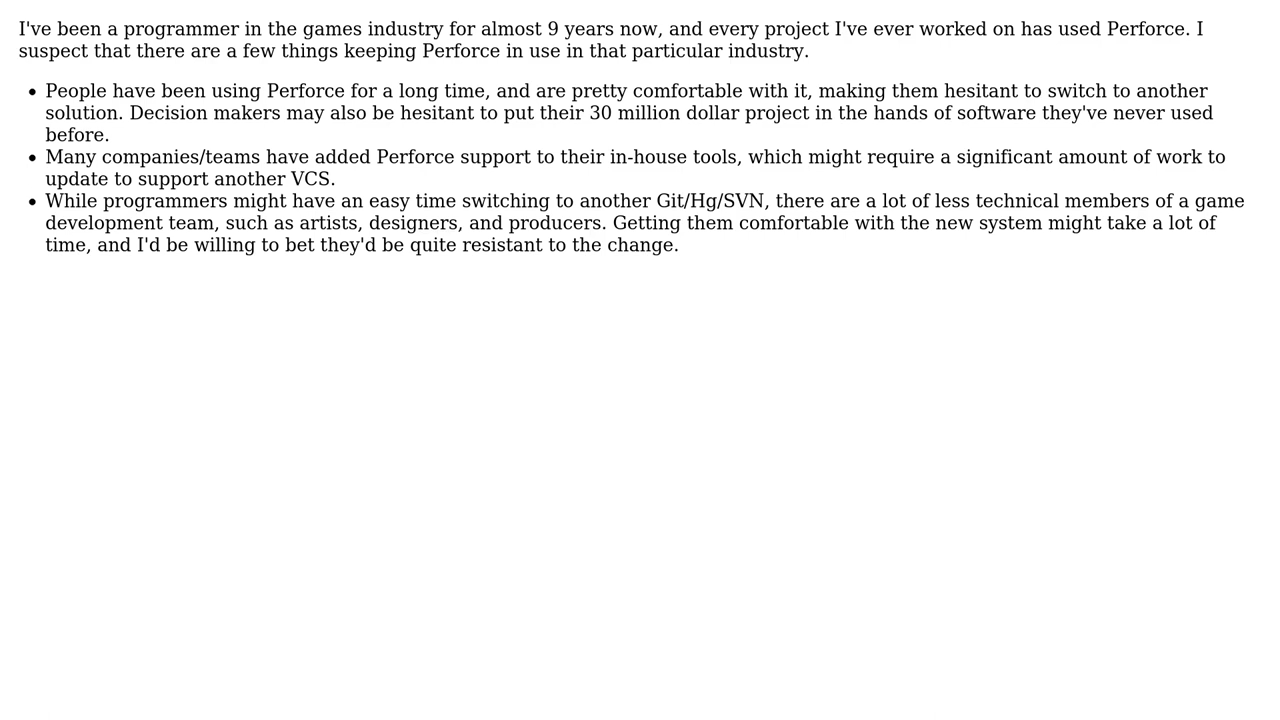 I've been a programmer in the games industry for almost 9 years now, and every project I've ever worked on has used Perforce. I
suspect that there are a few things keeping Perforce in use in that particular industry.
• People have been using Perforce for a long time, and are pretty comfortable with it, making them hesitant to switch to another
solution. Decision makers may also be hesitant to put their 30 million dollar project in the hands of software they've never used
before.
• Many companies/teams have added Perforce support to their in-house tools, which might require a significant amount of work to
update to support another VCS.
• While programmers might have an easy time switching to another Git/Hg/SVN, there are a lot of less technical members of a game
development team, such as artists, designers, and producers. Getting them comfortable with the new system might take a lot of
time, and I'd be willing to bet they'd be quite resistant to the change.